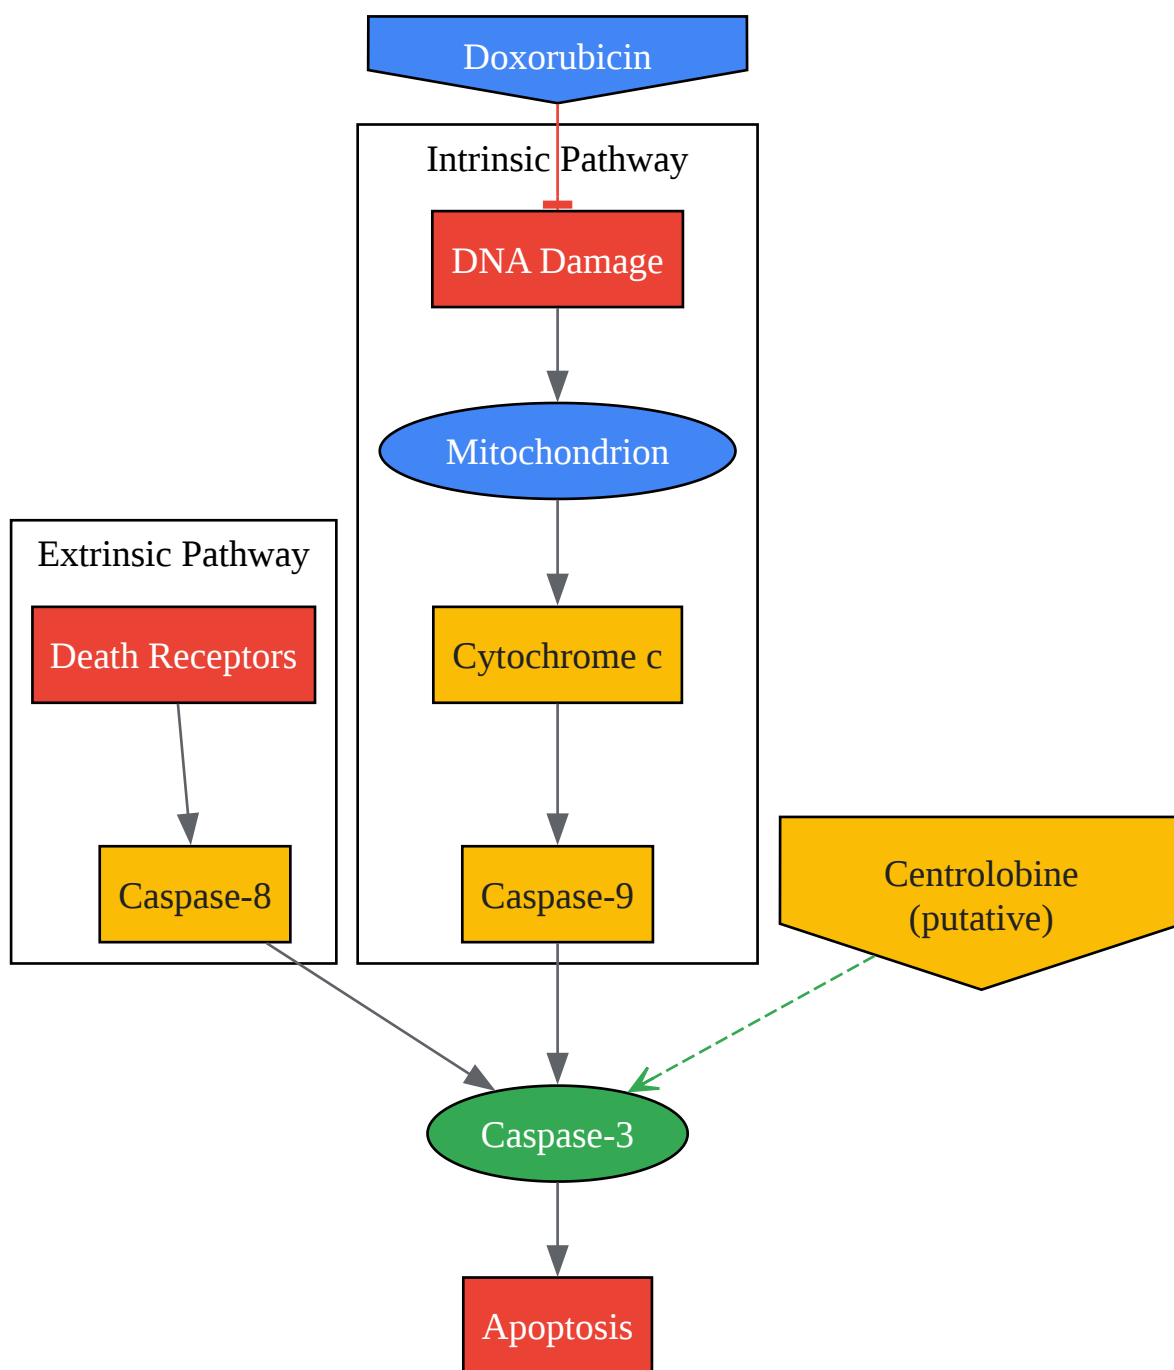 Doxorubicin
Intrinsic Pathway
DNA Damage
Mitochondrion
Extrinsic Pathway
Death Receptors
Cytochrome c
Caspase-8
Caspase-9
Centrolobine
(putative)
Caspase-3
Apoptosis